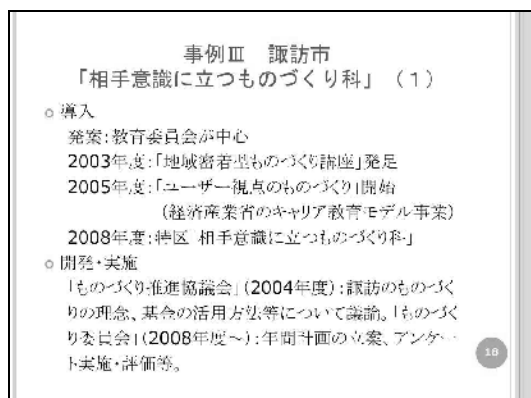 事例Ⅲ 諏訪市
「相手意識に立つものづくり科」(1)
導入
発案:教育委員会が中心
2003年度:「地域密着型ものづくり講座」発足
2005年度:「ユーザー視点のものづくり」開始
(経済産業省のキャリア教育モデル事業)
2008年度:特区 相手意識に立つものづくり科」
開発・実施
「ものづくり推進協議会」(2004年度):諏訪のものづく
りの理念、基金の活用方法等について議論。「ものづく
り委員会」(2008年度~):年間計画の立案、アンケー
ト実施・評価等。
16